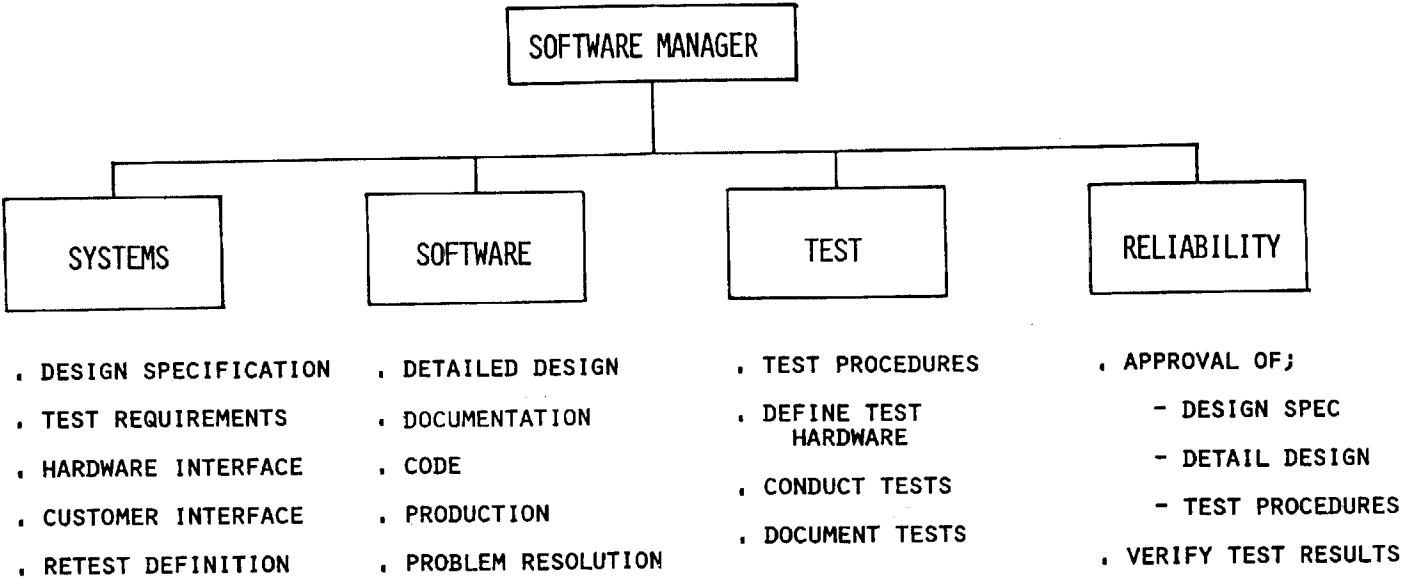 SOFTWARE MANAGER
SYSTEMS
. DESIGN SPECIFICATION
. TEST REQUIREMENTS
. HARDWARE INTERFACE
. CUSTOMER INTERFACE
. RETEST DEFINITION
SOFTWARE
. DETAILED DESIGN
. DOCUMENTATION
. CODE
. PRODUCTION
. PROBLEM RESOLUTION
TEST
. TEST PROCEDURES
. DEFINE TEST
HARDWARE
. CONDUCT TESTS
. DOCUMENT TESTS
RELIABILITY
. APPROVAL OF;
- DESIGN SPEC
- DETAIL DESIGN
- TEST PROCEDURES
. VERIFY TEST RESULTS